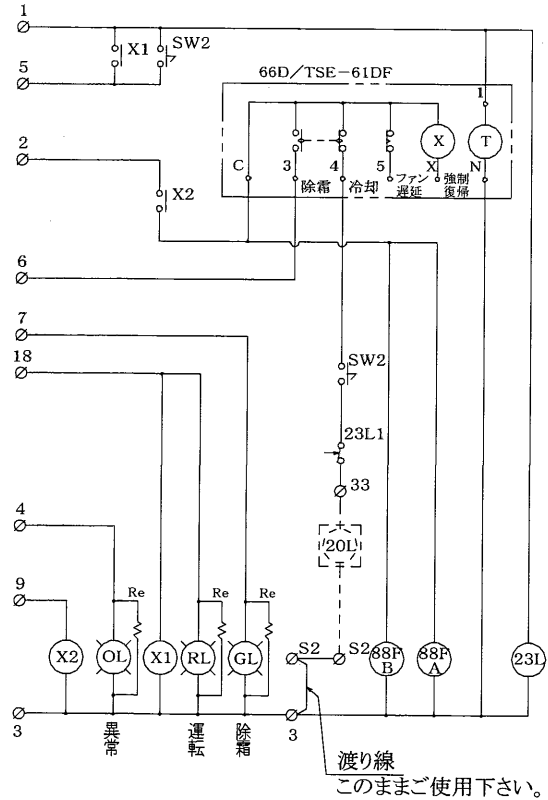 1
X1
SW2
5
66D/TSE-61DF
1
2
X
T
C
3
4
5
X
N
除霜
冷却
ファン
遅延
強制
復帰
X2
6
7
18
SW2
23L1
33
4
20L
9
Re
Re
Re
X2
OL
X1
RL
GL
S2
S2
88F
B
88F
A
23L
3
異常
運転
除霜
3
渡り線
このままご使用下さい。